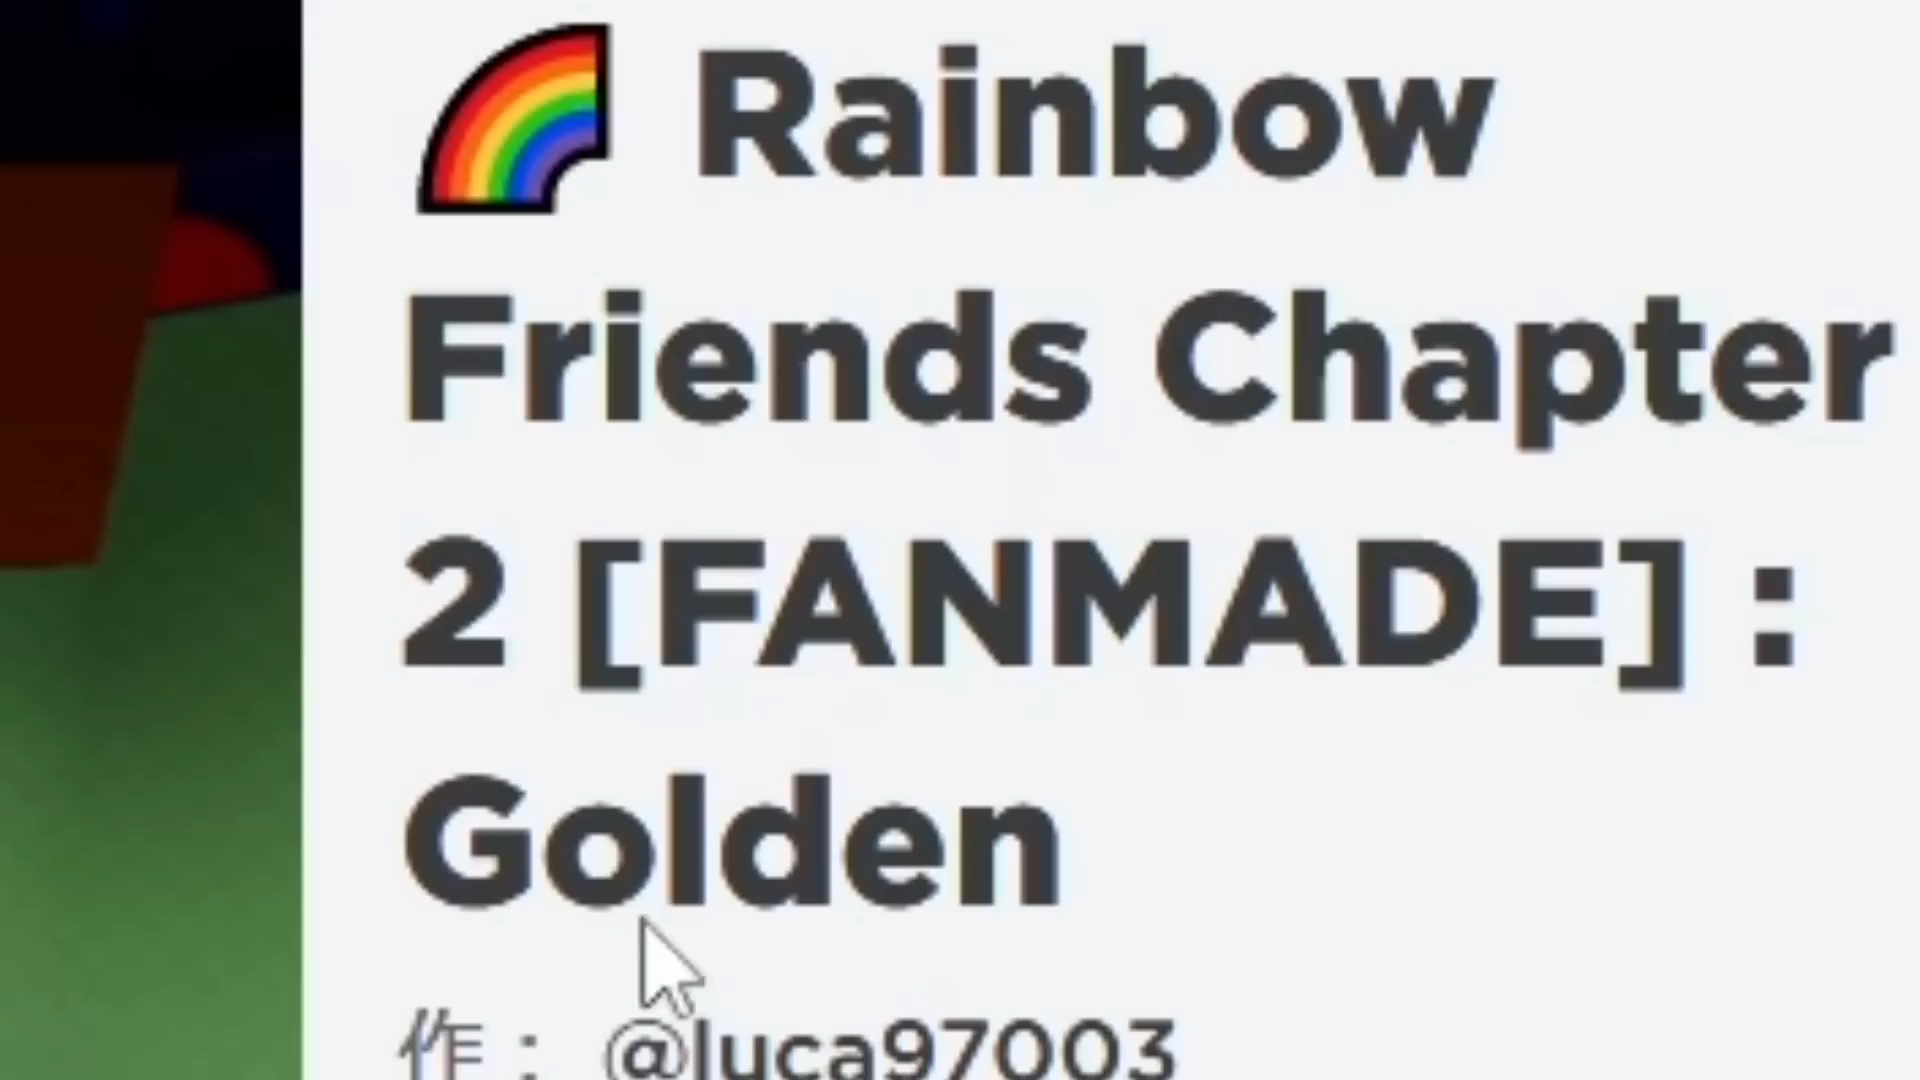 🌈 Rainbow
Friends Chapter
2 [FANMADE] :
Golden
作： @luca97003